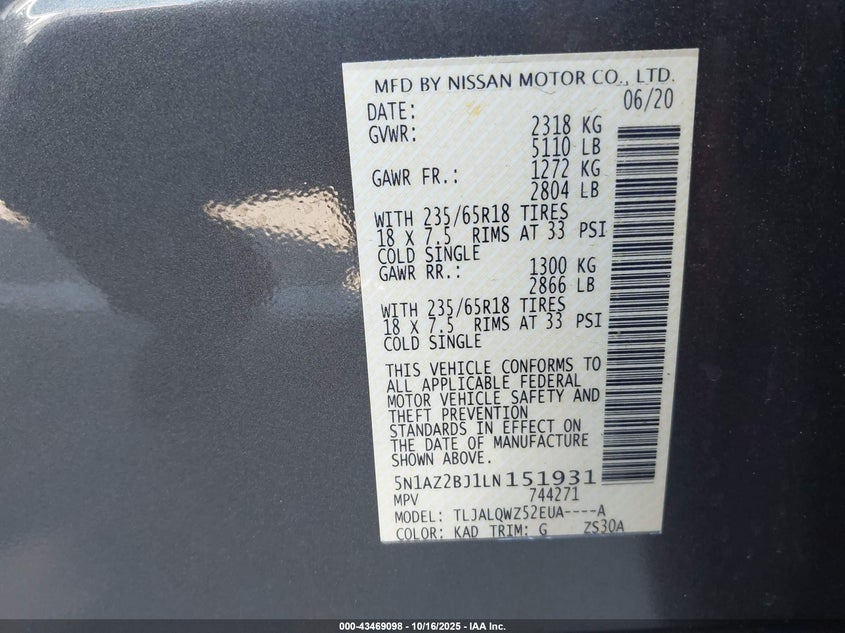 MFD BY NISSAN MOTOR CO., LTD.
DATE: 06/20
GVWR: 2318 KG
5110 LB
GAWR FR.: 1272 KG
2804 LB
WITH 235/65R18 TIRES
18 X 7.5 RIMS AT 33 PSI
COLD SINGLE
GAWR RR.: 1300 KG
2866 LB
WITH 235/65R18 TIRES
18 X 7.5 RIMS AT 33 PSI
COLD SINGLE
THIS VEHICLE CONFORMS TO
ALL APPLICABLE FEDERAL
MOTOR VEHICLE SAFETY AND
THEFT PREVENTION
STANDARDS IN EFFECT ON
THE DATE OF MANUFACTURE
SHOWN ABOVE.
5N1AZ2BJ1LN151931
MPV 744271
MODEL: TLJALQWZ52EUA----A
COLOR: KAD TRIM: G ZS30A
000-43469098 - 10/16/2025 - IAA Inc.